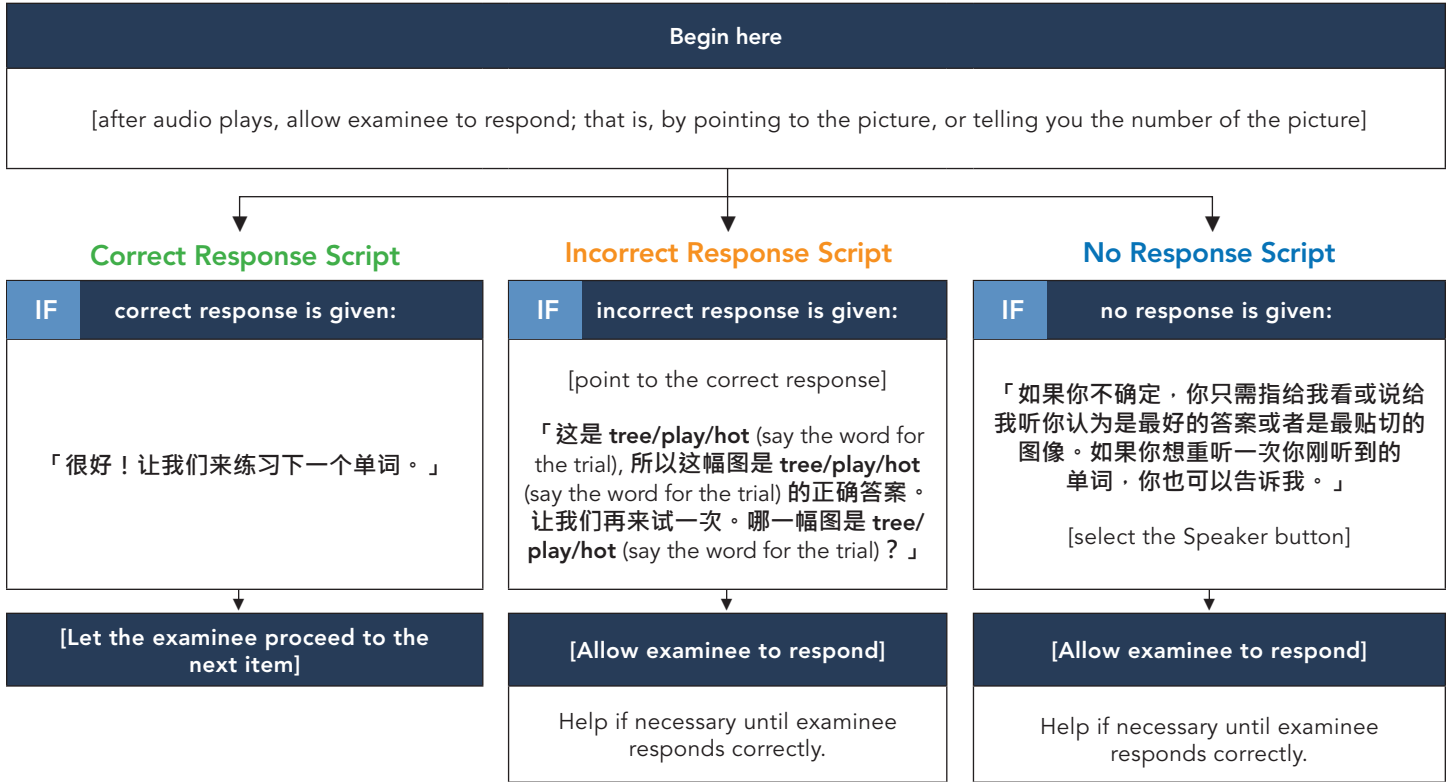 Begin here
[after audio plays, allow examinee to respond; that is, by pointing to the picture, or telling you the number of the picture]
Correct Response Script
IF correct response is given:
「很好！让我们来练习下一个单词。」
[Let the examinee proceed to the
next item]
Incorrect Response Script
IF incorrect response is given:
[point to the correct response]
「这是 tree/play/hot (say the word for
the trial), 所以这幅图是 tree/play/hot
(say the word for the trial) 的正确答案。
让我们再来试一次。哪一幅图是 tree/
play/hot (say the word for the trial)？」
[Allow examinee to respond]
Help if necessary until examinee
responds correctly.
No Response Script
IF no response is given:
「如果你不确定，你只需指给我看或说给
我听你认为是最好的答案或者是最贴切的
图像。如果你想重听一次你刚听到的
单词，你也可以告诉我。」
[select the Speaker button]
[Allow examinee to respond]
Help if necessary until examinee
responds correctly.